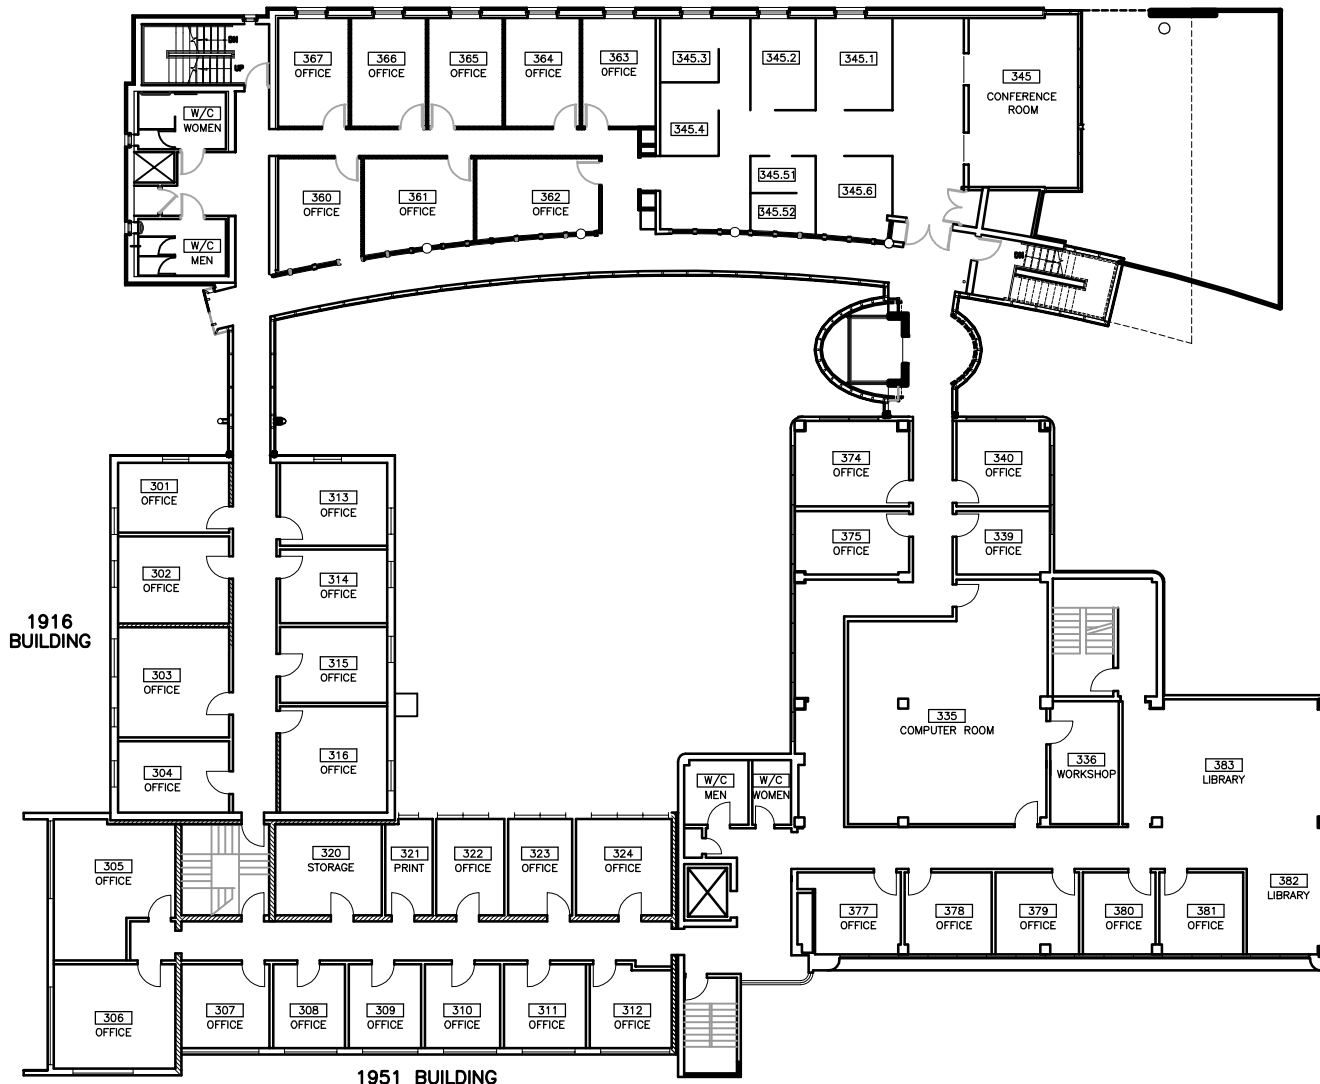 DN
UP
367
OFFICE
366
OFFICE
365
OFFICE
364
OFFICE
363
OFFICE
345.3
345.2
345.1
345
CONFERENCE
ROOM
W/C
WOMEN
345.4
345.51
345.52
345.6
360
OFFICE
361
OFFICE
362
OFFICE
W/C
MEN
DN
374
OFFICE
340
OFFICE
375
OFFICE
339
OFFICE
301
OFFICE
313
OFFICE
302
OFFICE
314
OFFICE
1916
BUILDING
303
OFFICE
315
OFFICE
304
OFFICE
316
OFFICE
335
COMPUTER ROOM
336
WORKSHOP
383
LIBRARY
W/C
MEN
W/C
WOMEN
305
OFFICE
320
STORAGE
321
PRINT
322
OFFICE
323
OFFICE
324
OFFICE
382
LIBRARY
377
OFFICE
378
OFFICE
379
OFFICE
380
OFFICE
381
OFFICE
306
OFFICE
307
OFFICE
308
OFFICE
309
OFFICE
310
OFFICE
311
OFFICE
312
OFFICE
1951 BUILDING